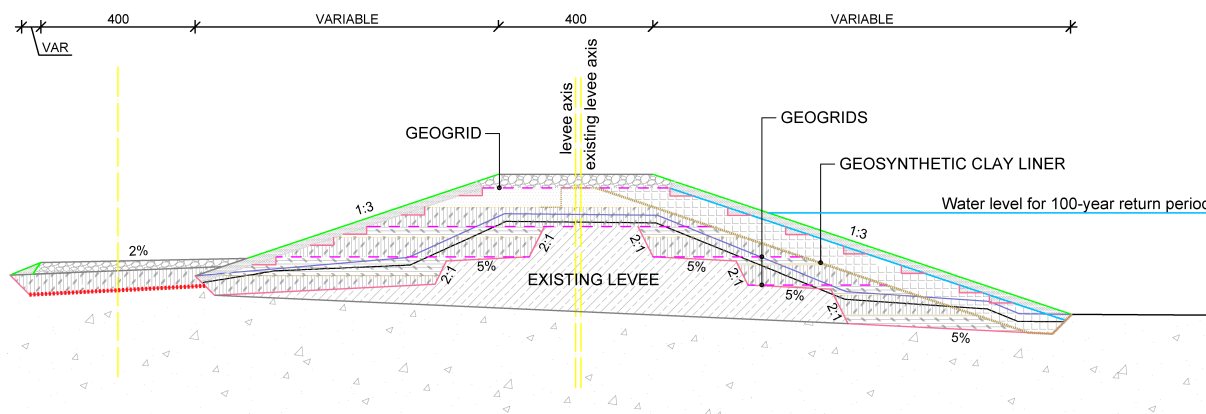 400
VARIABLE
400
VARIABLE
VAR
levee axis
existing levee axis
GEOGRID
GEOGRIDS
GEOSYNTHETIC CLAY LINER
Water level for 100-year return period
1:3
1:3
2%
2:1
2:1
2:1
5%
5%
EXISTING LEVEE
2:1
5%
2:1
5%